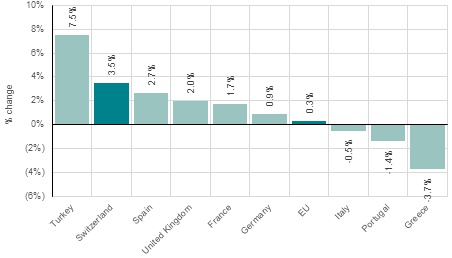 % change
10%
8%
6%
4%
2%
0%
(2%)
(4%)
(6%)
7.5%
3.5%
2.7%
2.0%
1.7%
0.9%
0.3%
-0.5%
-1.4%
-3.7%
Turkey
Switzerland
Spain
United Kingdom
France
Germany
EU
Italy
Portugal
Greece